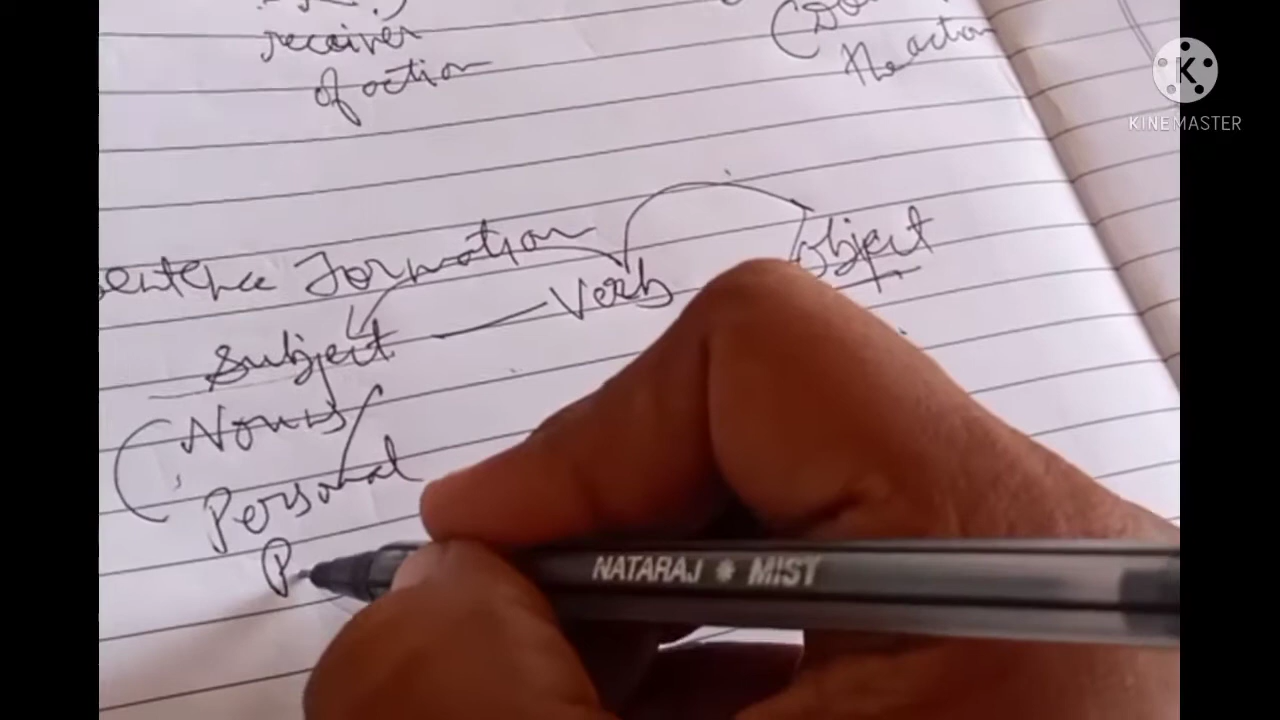 receiver
of action
the action
KINEMASTER
Sentence Formation
Subject — Verb Object
(Nouns/
Personal
P
NATARAJ * MIST